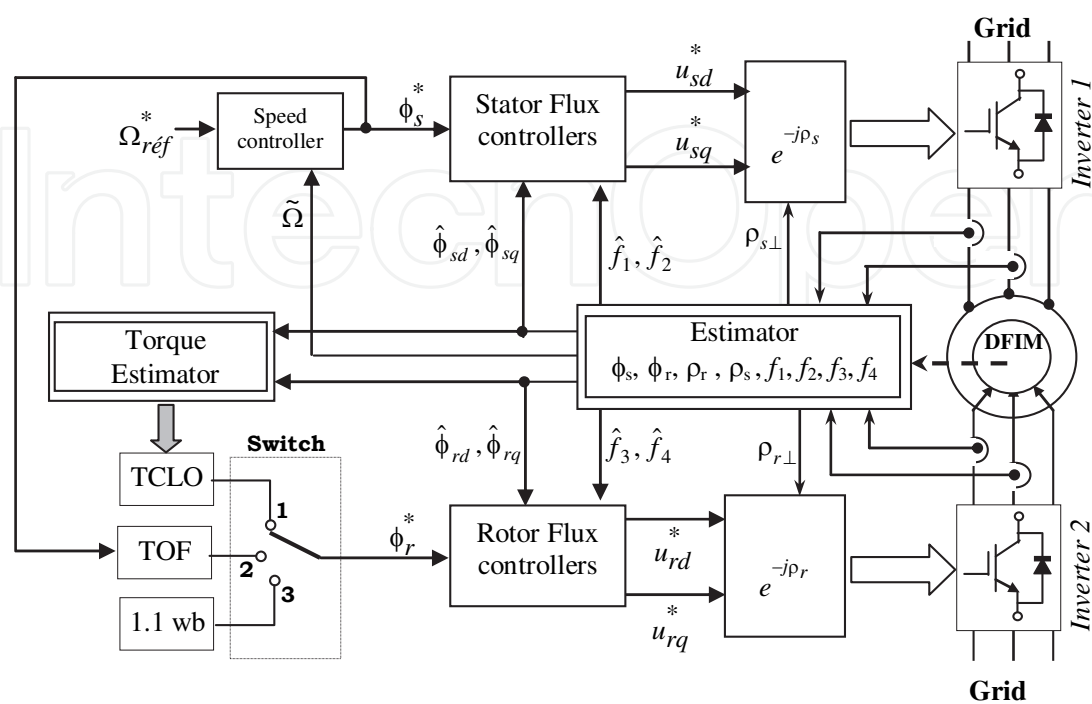 Grid
Ω*réf
Speed
controller
ϕ*s
Stator Flux
controllers
u*sd
u*sq
e^-jρs
Inverter 1
Ω̃
ϕ̂sd , ϕ̂sq
f̂1, f̂2
ρs⊥
Torque
Estimator
Estimator
ϕs, ϕr, ρr , ρs , f1, f2, f3, f4
DFIM
Switch
ϕ̂rd , ϕ̂rq
f̂3, f̂4
ρr⊥
TCLO
1
TOF
2
3
1.1 wb
ϕ*r
Rotor Flux
controllers
u*rd
u*rq
e^-jρr
Inverter 2
Grid
IntechOpen